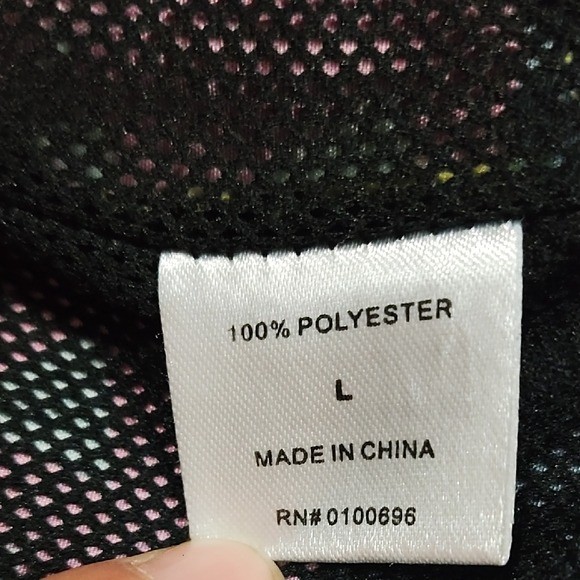 100% POLYESTER
L
MADE IN CHINA
RN# 0100696